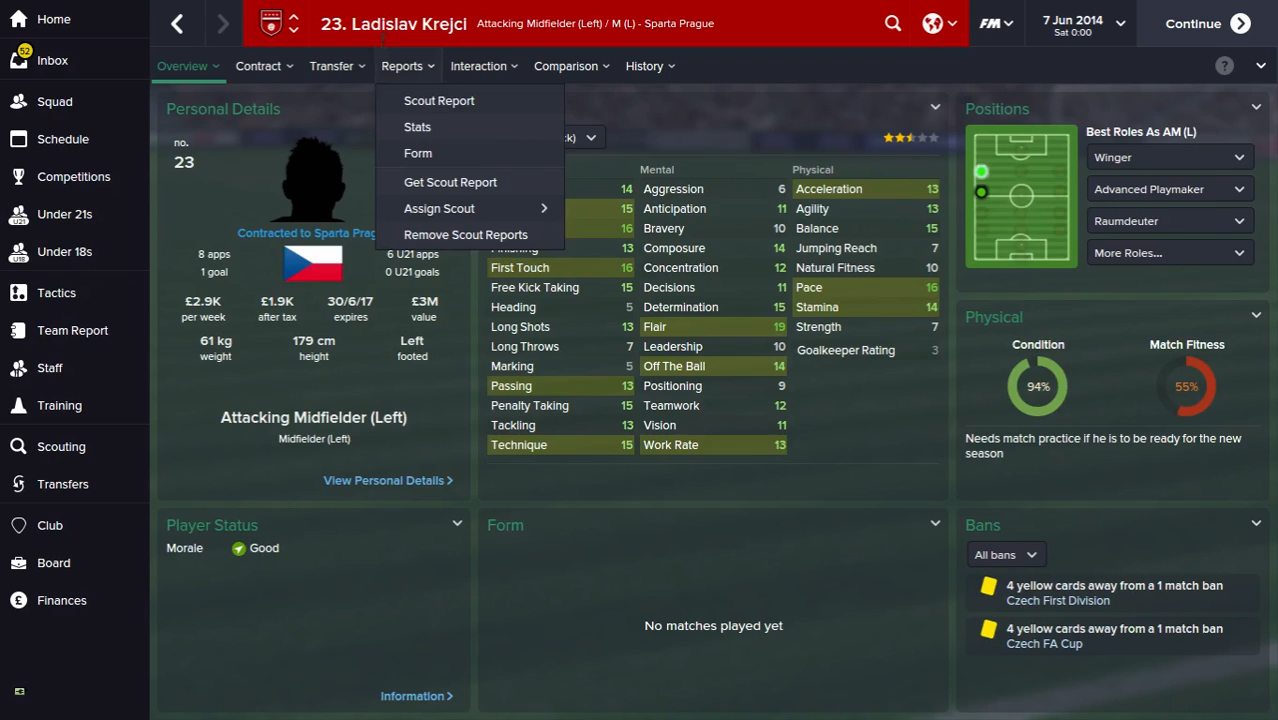 Home
52
Inbox
Squad
Schedule
Competitions
U21
Under 21s
U18
Under 18s
Tactics
Team Report
Staff
Training
Scouting
Transfers
Club
Board
Finances
23. Ladislav Krejci
Attacking Midfielder (Left) / M (L) - Sparta Prague
FM
7 Jun 2014
Sat 0:00
Continue
Overview
Contract
Transfer
Reports
Interaction
Comparison
History
?
Scout Report
Stats
Form
Get Scout Report
Assign Scout
Remove Scout Reports
Personal Details
no.
23
Contracted to Sparta Prag
8 apps
1 goal
6 U21 apps
0 U21 goals
£2.9K
per week
£1.9K
after tax
30/6/17
expires
£3M
value
61 kg
weight
179 cm
height
Left
footed
Attacking Midfielder (Left)
Midfielder (Left)
View Personal Details >
ck)
14
15
16
Finishing 13
First Touch 16
Free Kick Taking 15
Heading 5
Long Shots 13
Long Throws 7
Marking 5
Passing 13
Penalty Taking 15
Tackling 13
Technique 15
Mental
Aggression 6
Anticipation 11
Bravery 10
Composure 14
Concentration 12
Decisions 11
Determination 15
Flair 19
Leadership 10
Off The Ball 14
Positioning 9
Teamwork 12
Vision 11
Work Rate 13
Physical
Acceleration 13
Agility 13
Balance 15
Jumping Reach 7
Natural Fitness 10
Pace 16
Stamina 14
Strength 7
Goalkeeper Rating 3
Positions
Best Roles As AM (L)
Winger
Advanced Playmaker
Raumdeuter
More Roles...
Physical
Condition
94%
Match Fitness
55%
Needs match practice if he is to be ready for the new
season
Player Status
Morale Good
Form
No matches played yet
Information >
Bans
All bans
4 yellow cards away from a 1 match ban
Czech First Division
4 yellow cards away from a 1 match ban
Czech FA Cup